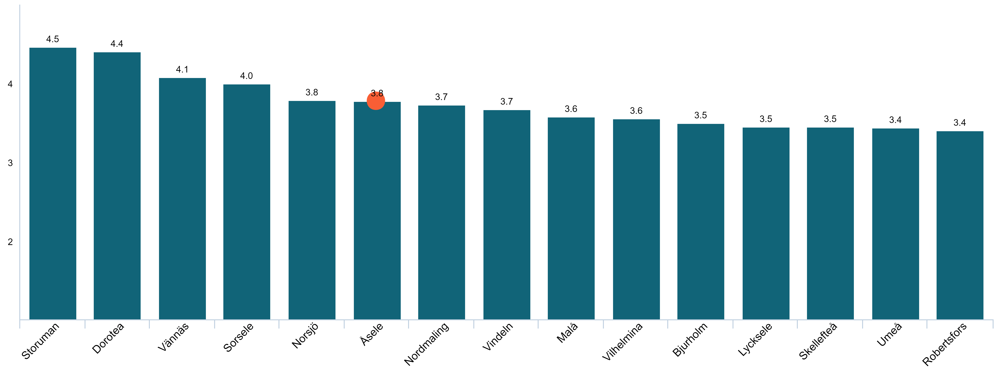 4.5
4.4
4.1
4.0
3.8
3.8
3.7
3.7
3.6
3.6
3.5
3.5
3.5
3.4
3.4
4
3
2
Storuman
Dorotea
Vännäs
Sorsele
Norsjö
Åsele
Nordmaling
Vindeln
Malå
Vilhelmina
Bjurholm
Lycksele
Skellefteå
Umeå
Robertsfors